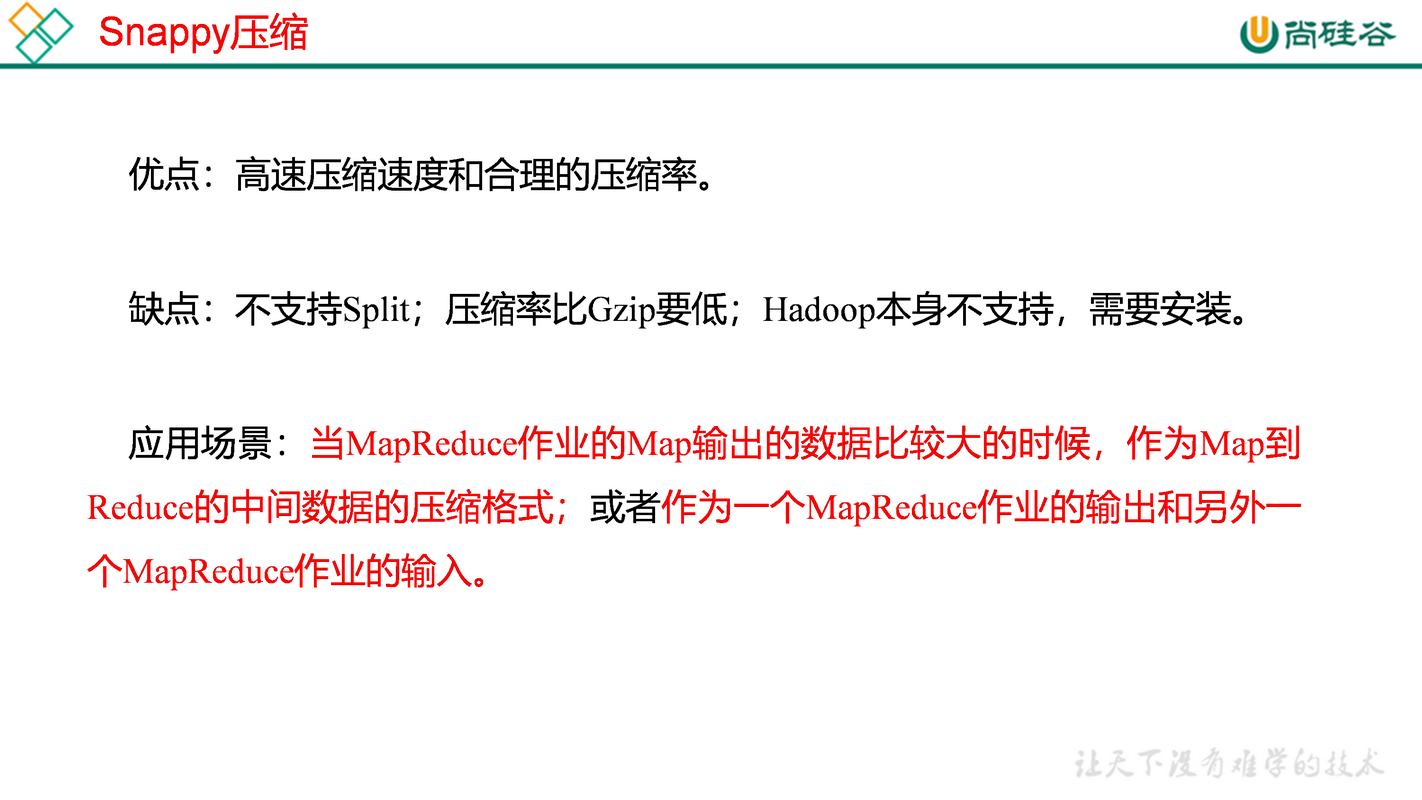 Snappy压缩
尚硅谷
优点：高速压缩速度和合理的压缩率。
缺点：不支持Split；压缩率比Gzip要低；Hadoop本身不支持，需要安装。
应用场景：当MapReduce作业的Map输出的数据比较大的时候，作为Map到
Reduce的中间数据的压缩格式；或者作为一个MapReduce作业的输出和另外一
个MapReduce作业的输入。
让天下没有难学的技术